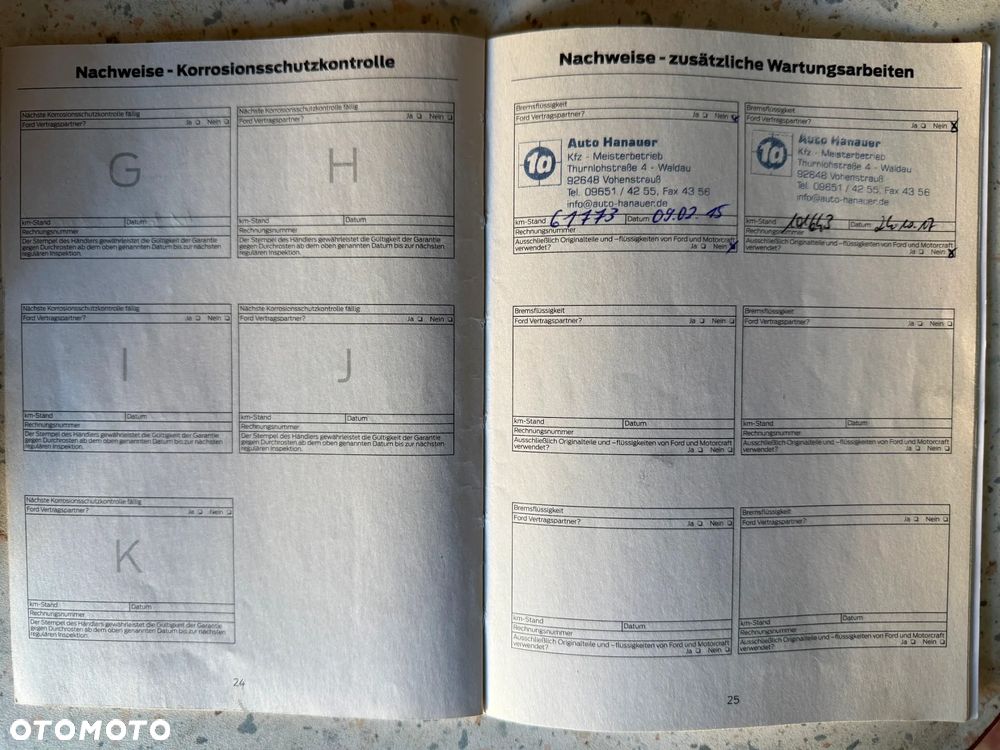 Nachweise - Korrosionsschutzkontrolle
Nächste Korrosionsschutzkontrolle fällig
Ford Vertragspartner? Ja Nein
G
km-Stand Datum
Rechnungsnummer
Der Stempel des Händlers gewährleistet die Gültigkeit der Garantie
gegen Durchrosten ab dem oben genannten Datum bis zur nächsten
regulären Inspektion.
Nächste Korrosionsschutzkontrolle fällig
Ford Vertragspartner? Ja Nein
H
km-Stand Datum
Rechnungsnummer
Der Stempel des Händlers gewährleistet die Gültigkeit der Garantie
gegen Durchrosten ab dem oben genannten Datum bis zur nächsten
regulären Inspektion.
Nächste Korrosionsschutzkontrolle fällig
Ford Vertragspartner? Ja Nein
I
km-Stand Datum
Rechnungsnummer
Der Stempel des Händlers gewährleistet die Gültigkeit der Garantie
gegen Durchrosten ab dem oben genannten Datum bis zur nächsten
regulären Inspektion.
Nächste Korrosionsschutzkontrolle fällig
Ford Vertragspartner? Ja Nein
J
km-Stand Datum
Rechnungsnummer
Der Stempel des Händlers gewährleistet die Gültigkeit der Garantie
gegen Durchrosten ab dem oben genannten Datum bis zur nächsten
regulären Inspektion.
Nächste Korrosionsschutzkontrolle fällig
Ford Vertragspartner? Ja Nein
K
km-Stand Datum
Rechnungsnummer
Der Stempel des Händlers gewährleistet die Gültigkeit der Garantie
gegen Durchrosten ab dem oben genannten Datum bis zur nächsten
regulären Inspektion.
24
Nachweise - zusätzliche Wartungsarbeiten
Bremsflüssigkeit
Ford Vertragspartner? Ja Nein
10
Auto Hanauer
Kfz - Meisterbetrieb
Thurnlohstraße 4 - Waldau
92648 Vohenstrauß
Tel. 09651 / 42 55, Fax 43 56
info@auto-hanauer.de
km-Stand 61773 Datum 09.02.15
Rechnungsnummer
Ausschließlich Originalteile und –flüssigkeiten von Ford und Motorcraft
verwendet? Ja Nein
Bremsflüssigkeit
Ford Vertragspartner? Ja Nein
10
Auto Hanauer
Kfz - Meisterbetrieb
Thurnlohstraße 4 - Waldau
92648 Vohenstrauß
Tel. 09651 / 42 55, Fax 43 56
info@auto-hanauer.de
km-Stand Datum
Rechnungsnummer
Ausschließlich Originalteile und –flüssigkeiten von Ford und Motorcraft
verwendet? Ja Nein
Bremsflüssigkeit
Ford Vertragspartner? Ja Nein
km-Stand Datum
Rechnungsnummer
Ausschließlich Originalteile und –flüssigkeiten von Ford und Motorcraft
verwendet? Ja Nein
Bremsflüssigkeit
Ford Vertragspartner? Ja Nein
km-Stand Datum
Rechnungsnummer
Ausschließlich Originalteile und –flüssigkeiten von Ford und Motorcraft
verwendet? Ja Nein
Bremsflüssigkeit
Ford Vertragspartner? Ja Nein
km-Stand Datum
Rechnungsnummer
Ausschließlich Originalteile und –flüssigkeiten von Ford und Motorcraft
verwendet? Ja Nein
Bremsflüssigkeit
Ford Vertragspartner? Ja Nein
km-Stand Datum
Rechnungsnummer
Ausschließlich Originalteile und –flüssigkeiten von Ford und Motorcraft
verwendet? Ja Nein
25
OTOMOTO